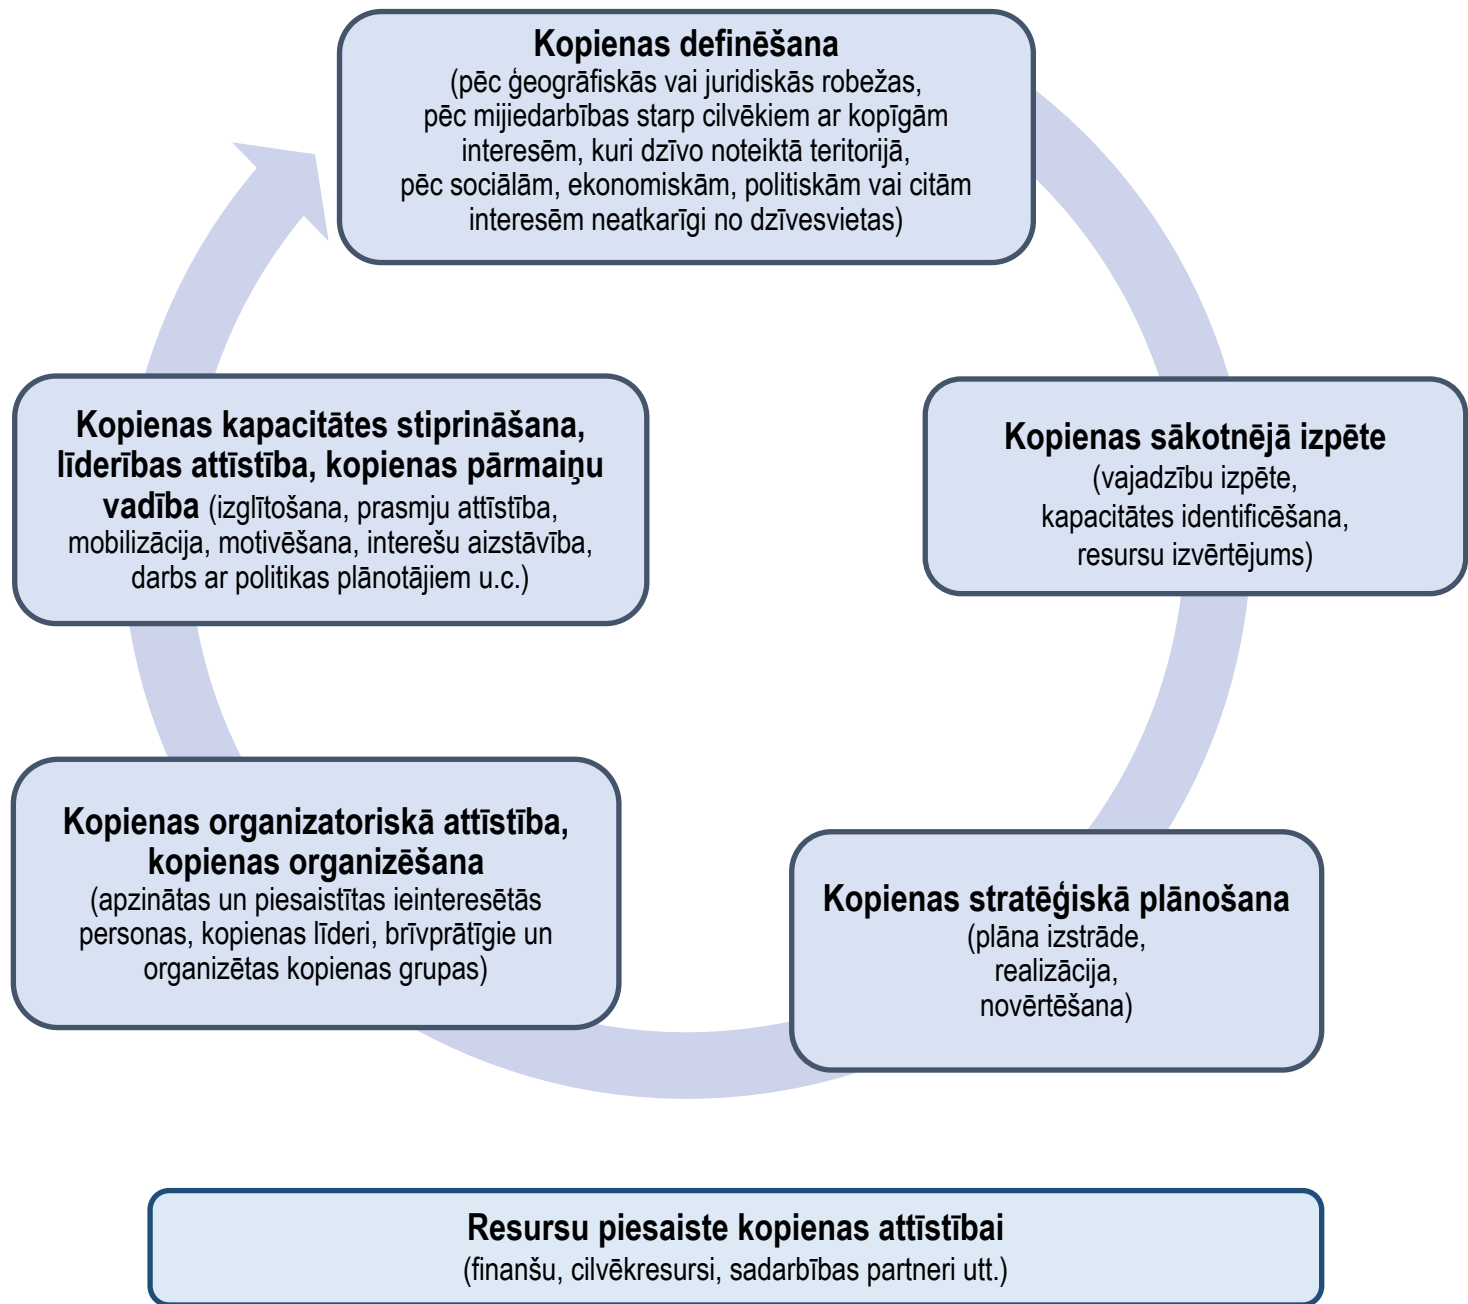 Kopienas definēšana
(pēc ģeogrāfiskās vai juridiskās robežas,
pēc mijiedarbības starp cilvēkiem ar kopīgām
interesēm, kuri dzīvo noteiktā teritorijā,
pēc sociālām, ekonomiskām, politiskām vai citām
interesēm neatkarīgi no dzīvesvietas)
Kopienas sākotnējā izpēte
(vajadzību izpēte,
kapacitātes identificēšana,
resursu izvērtējums)
Kopienas stratēģiskā plānošana
(plāna izstrāde,
realizācija,
novērtēšana)
Kopienas organizatoriskā attīstība,
kopienas organizēšana
(apzinātas un piesaistītas ieinteresētās
personas, kopienas līderi, brīvprātīgie un
organizētas kopienas grupas)
Kopienas kapacitātes stiprināšana,
līderības attīstība, kopienas pārmaiņu
vadība (izglītošana, prasmju attīstība,
mobilizācija, motivēšana, interešu aizstāvība,
darbs ar politikas plānotājiem u.c.)
Resursu piesaiste kopienas attīstībai
(finanšu, cilvēkresursi, sadarbības partneri utt.)